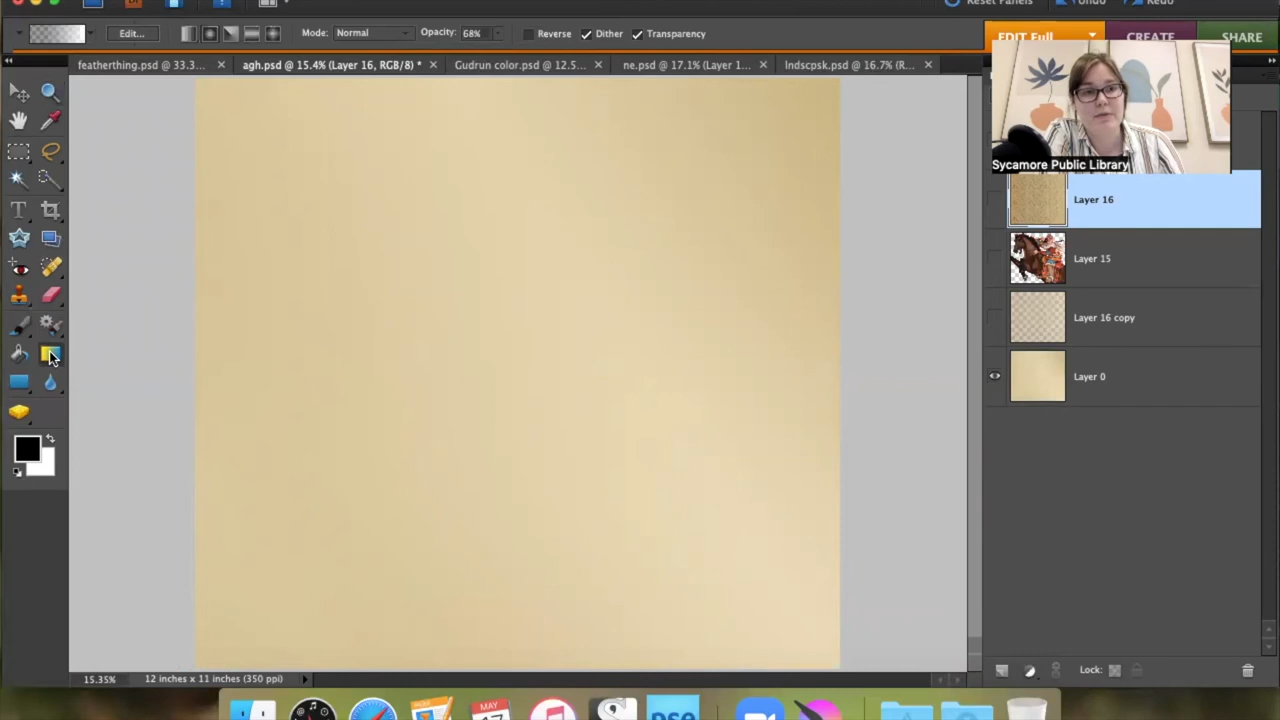 Reset Panels Undo Redo
Edit... Mode: Normal Opacity: 68% Reverse Dither Transparency
EDIT Full CREATE SHARE
featherthing.psd @ 33.3... agh.psd @ 15.4% (Layer 16, RGB/8) * Gudrun color.psd @ 12.5... ne.psd @ 17.1% (Layer 1... lndscpsk.psd @ 16.7% (R...
Sycamore Public Library
Layer 16
Layer 15
Layer 16 copy
Layer 0
T
Lock:
15.35% 12 inches x 11 inches (350 ppi)
MAY
17
PAGES
S
pse